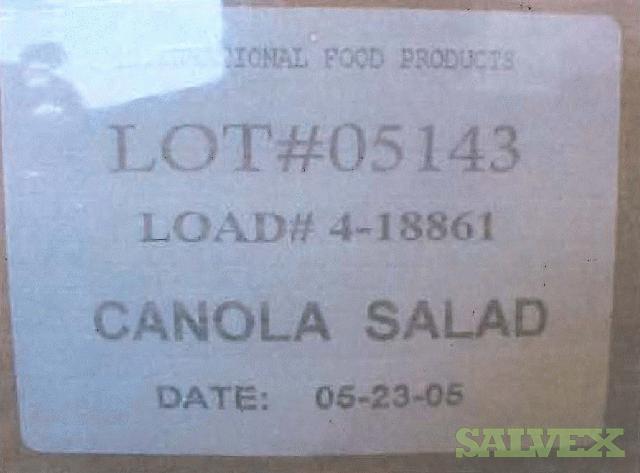 FOOD PRODUCTS
LOT#05143
LOAD# 4-18861
CANOLA SALAD
DATE: 05-23-05
SALVEX